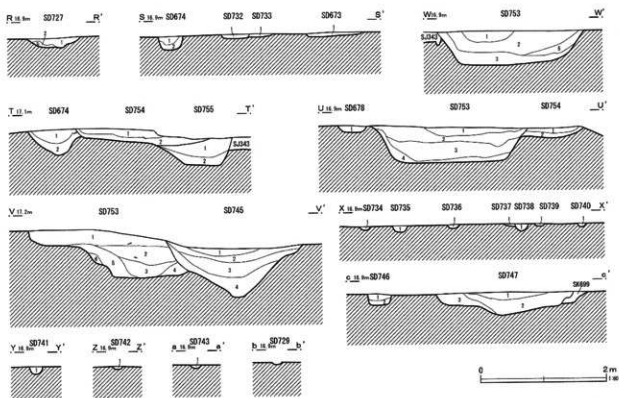 R 16.9m SD727 R'
S 16.9m SD674 SD732 SD733 SD673 S'
W 16.9m SD753 W'
SJ343
T 17.1m SD674 SD754 SD755 T'
SJ343
U 16.9m SD678 SD753 SD754 U'
V 17.2m SD753 SD745 V'
X 16.9m SD734 SD735 SD736 SD737 SD738 SD739 SD740 X'
c 16.9m SD746 SD747 c'
SK699
Y 16.9m SD741 Y'
Z 16.9m SD742 Z'
a 16.9m SD743 a'
b 16.9m SD729 b'
0 2 m